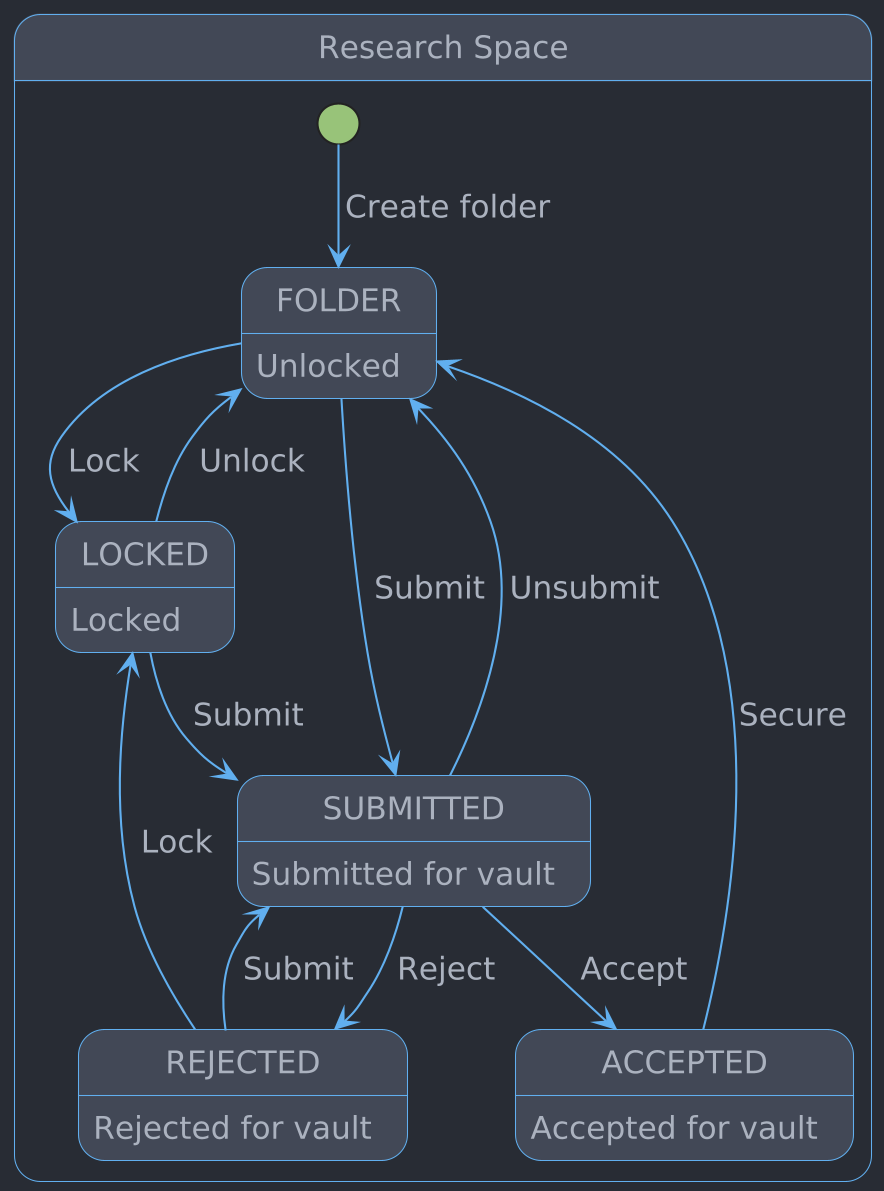 Research Space
Create folder
FOLDER
Unlocked
Lock
Unlock
LOCKED
Locked
Submit
Unsubmit
Submit
Secure
SUBMITTED
Submitted for vault
Lock
Submit
Reject
Accept
REJECTED
Rejected for vault
ACCEPTED
Accepted for vault